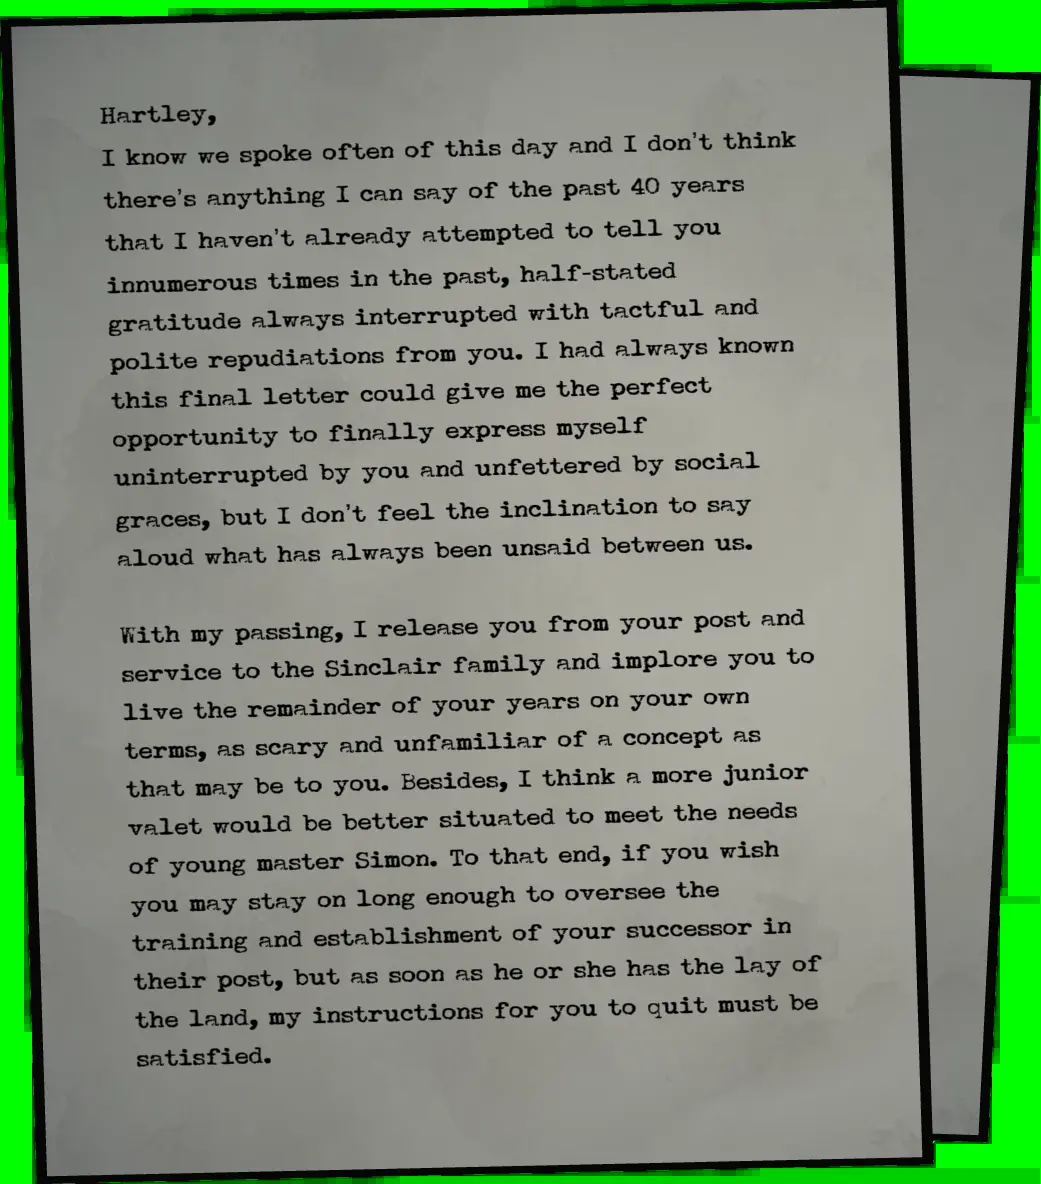 Hartley,
I know we spoke often of this day and I don't think
there's anything I can say of the past 40 years
that I haven't already attempted to tell you
innumerous times in the past, half-stated
gratitude always interrupted with tactful and
polite repudiations from you. I had always known
this final letter could give me the perfect
opportunity to finally express myself
uninterrupted by you and unfettered by social
graces, but I don't feel the inclination to say
aloud what has always been unsaid between us.
With my passing, I release you from your post and
service to the Sinclair family and implore you to
live the remainder of your years on your own
terms, as scary and unfamiliar of a concept as
that may be to you. Besides, I think a more junior
valet would be better situated to meet the needs
of young master Simon. To that end, if you wish
you may stay on long enough to oversee the
training and establishment of your successor in
their post, but as soon as he or she has the lay of
the land, my instructions for you to quit must be
satisfied.